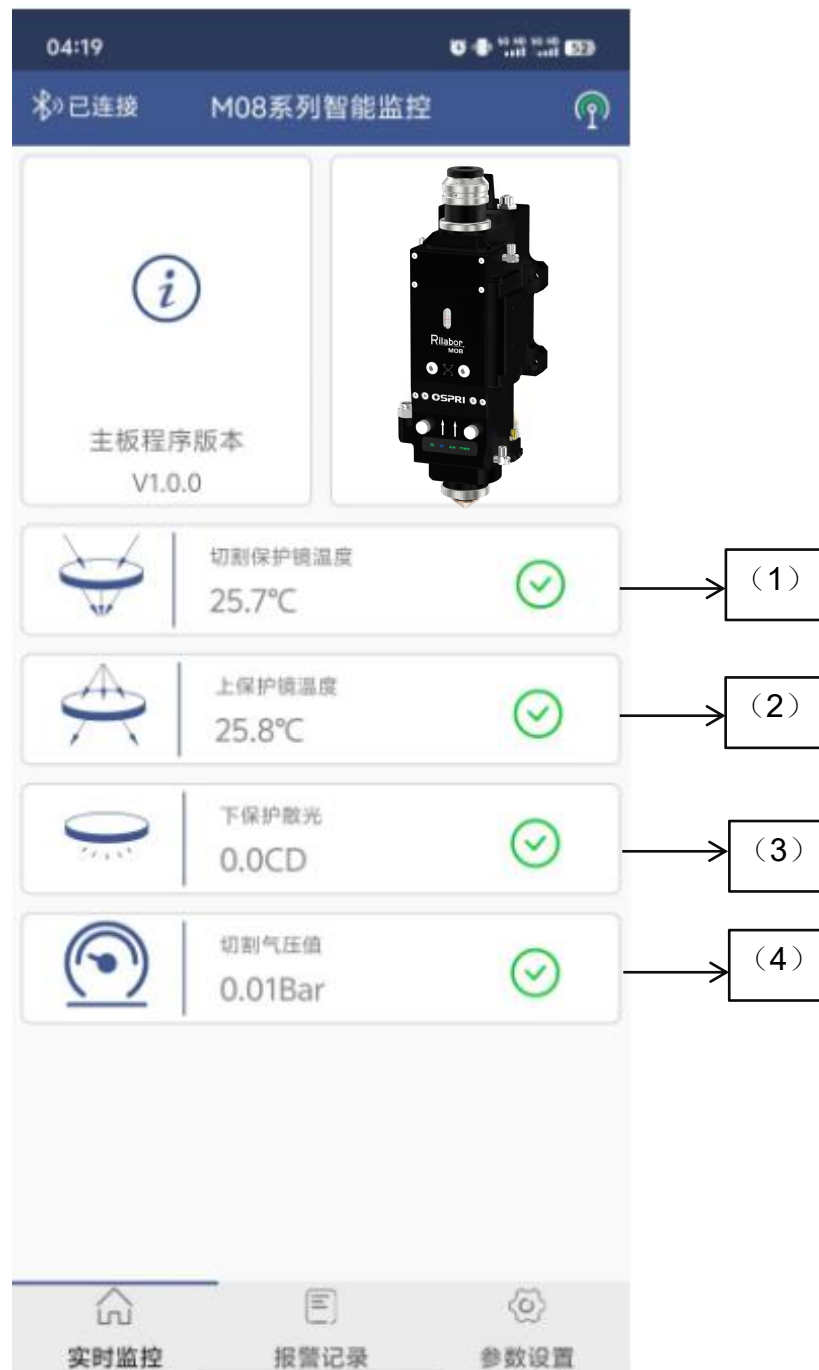 04:19
52
已连接
M08系列智能监控
主板程序版本
V1.0.0
Rilabor
M08
OSPRI
切割保护镜温度
25.7℃
（1）
上保护镜温度
25.8℃
（2）
下保护散光
0.0CD
（3）
切割气压值
0.01Bar
（4）
实时监控
报警记录
参数设置